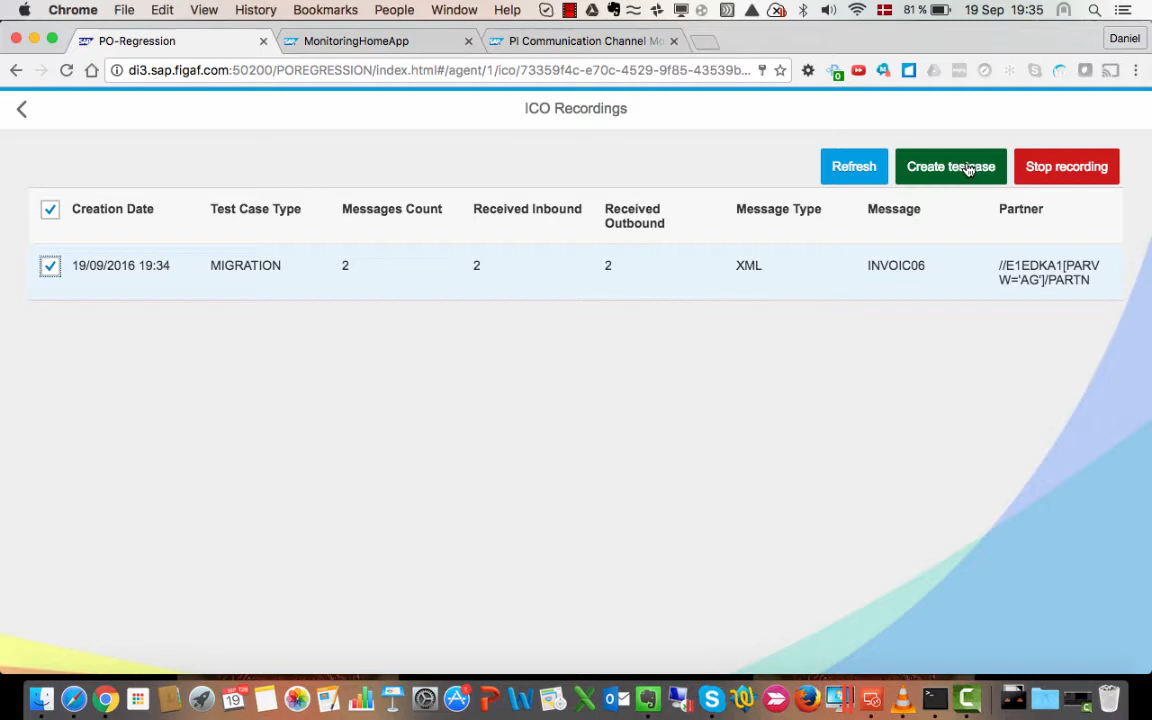 Chrome File Edit View History Bookmarks People Window Help 81 % 19 Sep 19:35
PO-Regression MonitoringHomeApp PI Communication Channel Mo Daniel
di3.sap.figaf.com:50200/POREGRESSION/index.html#/agent/1/ico/73359f4c-e70c-4529-9f85-43539b...
0
ICO Recordings
Refresh Create testcase Stop recording
Creation Date Test Case Type Messages Count Received Inbound Received Outbound Message Type Message Partner
19/09/2016 19:34 MIGRATION 2 2 2 XML INVOIC06 //E1EDKA1[PARV
W='AG']/PARTN